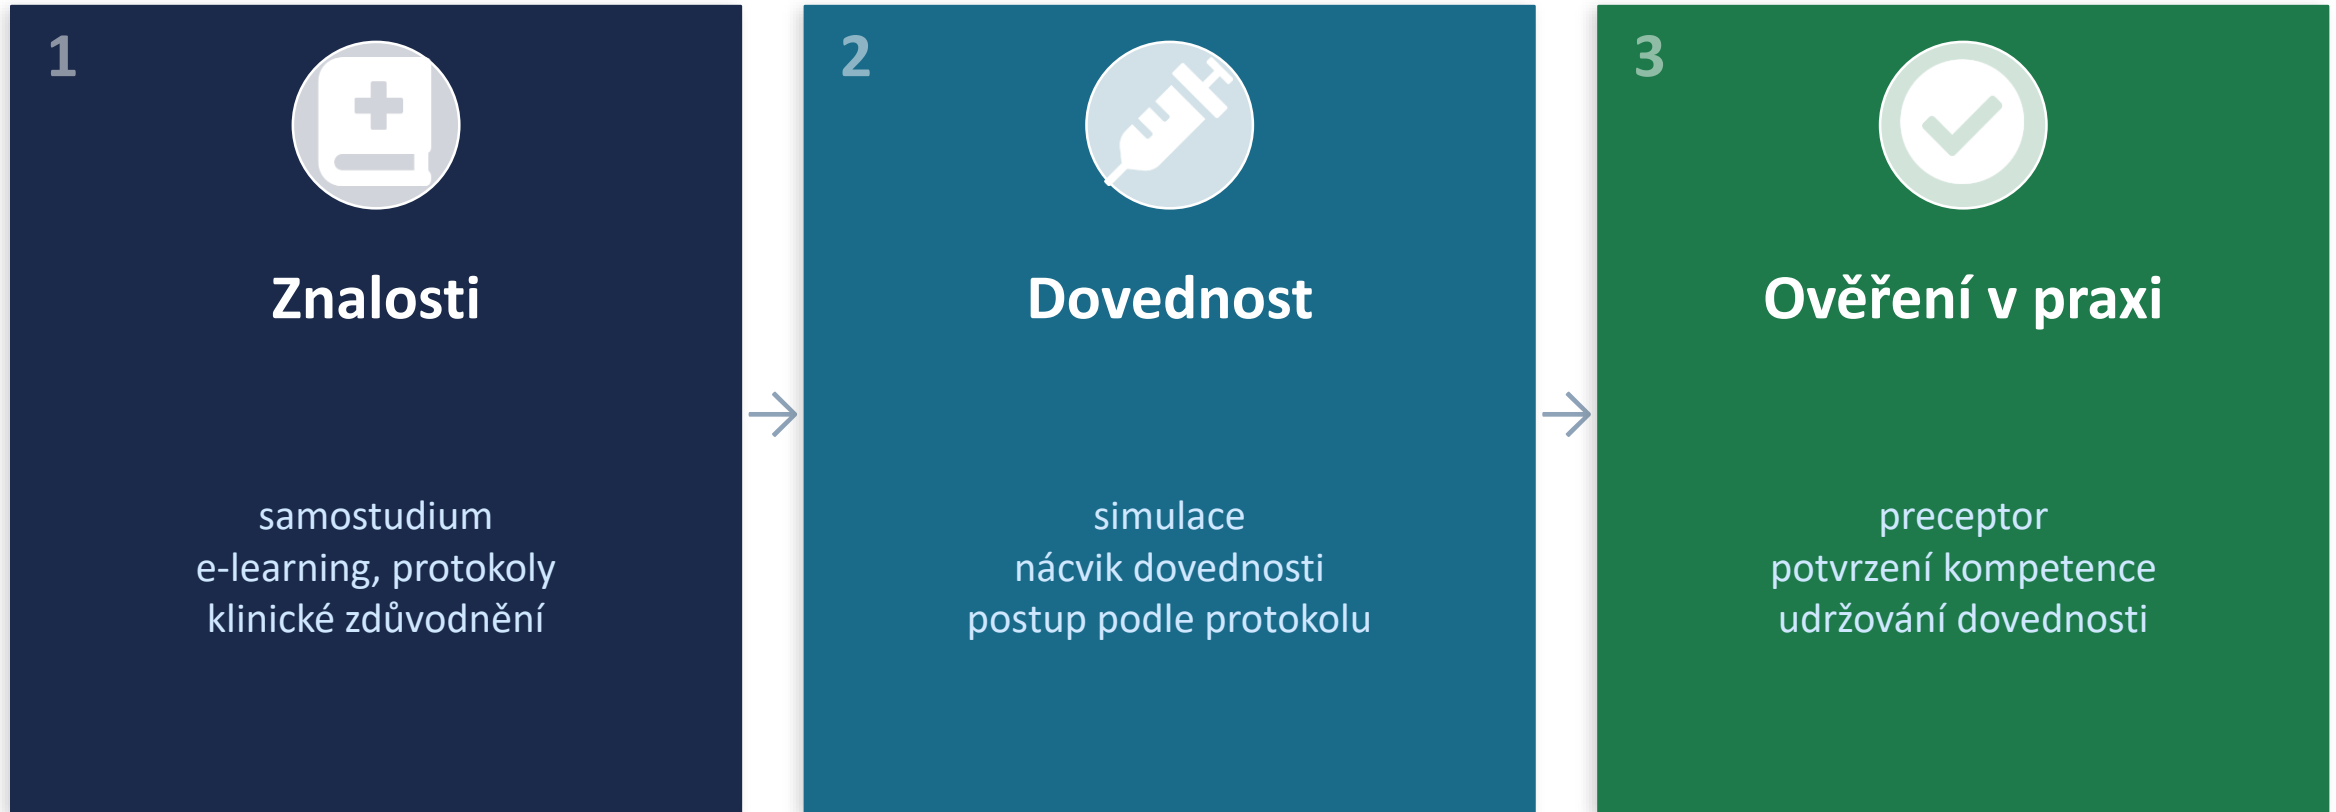 1
Znalosti
samostudium
e-learning, protokoly
klinické zdůvodnění
2
Dovednost
simulace
nácvik dovednosti
postup podle protokolu
3
Ověření v praxi
preceptor
potvrzení kompetence
udržování dovednosti